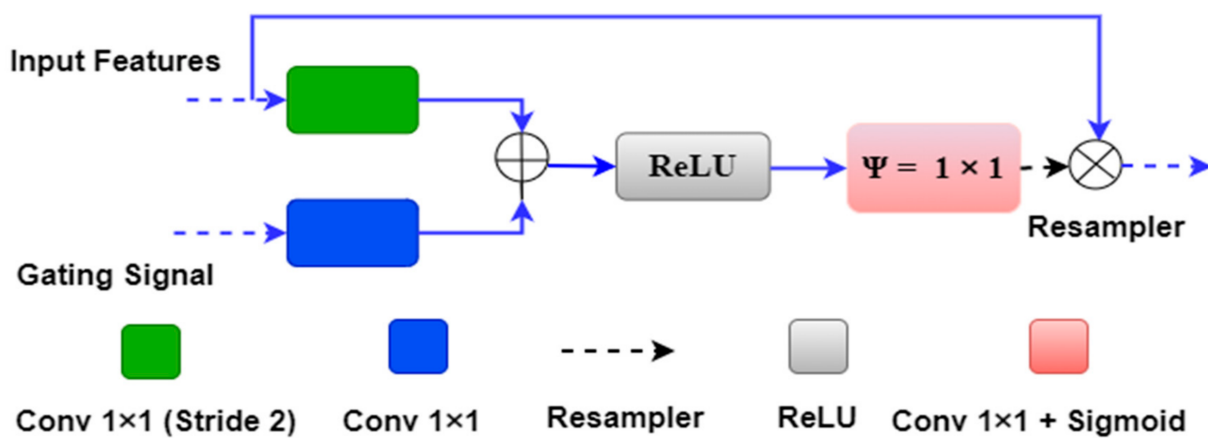 Input Features
ReLU
Ψ = 1 × 1
Resampler
Gating Signal
Conv 1×1 (Stride 2)
Conv 1×1
Resampler
ReLU
Conv 1×1 + Sigmoid